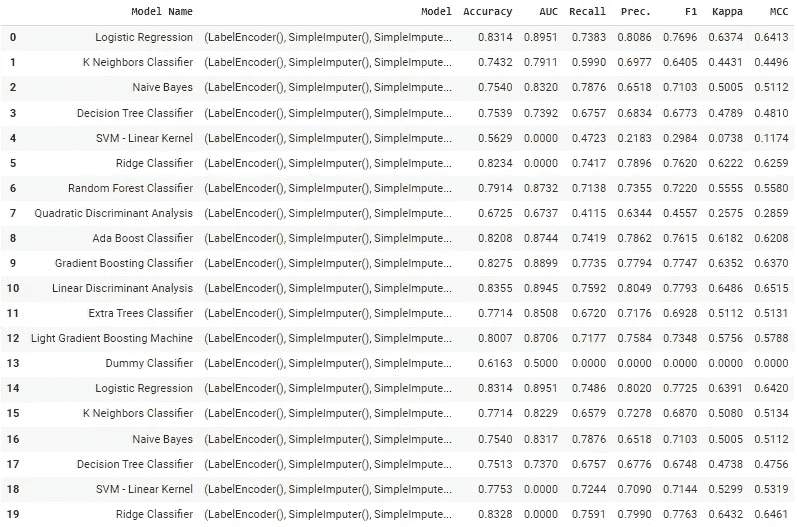 Model Name Model Accuracy AUC Recall Prec. F1 Kappa MCC
0 Logistic Regression (LabelEncoder(), SimpleImputer(), SimpleImpute... 0.8314 0.8951 0.7383 0.8086 0.7696 0.6374 0.6413
1 K Neighbors Classifier (LabelEncoder(), SimpleImputer(), SimpleImpute... 0.7432 0.7911 0.5990 0.6977 0.6405 0.4431 0.4496
2 Naive Bayes (LabelEncoder(), SimpleImputer(), SimpleImpute... 0.7540 0.8320 0.7876 0.6518 0.7103 0.5005 0.5112
3 Decision Tree Classifier (LabelEncoder(), SimpleImputer(), SimpleImpute... 0.7539 0.7392 0.6757 0.6834 0.6773 0.4789 0.4810
4 SVM - Linear Kernel (LabelEncoder(), SimpleImputer(), SimpleImpute... 0.5629 0.0000 0.4723 0.2183 0.2984 0.0738 0.1174
5 Ridge Classifier (LabelEncoder(), SimpleImputer(), SimpleImpute... 0.8234 0.0000 0.7417 0.7896 0.7620 0.6222 0.6259
6 Random Forest Classifier (LabelEncoder(), SimpleImputer(), SimpleImpute... 0.7914 0.8732 0.7138 0.7355 0.7220 0.5555 0.5580
7 Quadratic Discriminant Analysis (LabelEncoder(), SimpleImputer(), SimpleImpute... 0.6725 0.6737 0.4115 0.6344 0.4557 0.2575 0.2859
8 Ada Boost Classifier (LabelEncoder(), SimpleImputer(), SimpleImpute... 0.8208 0.8744 0.7419 0.7862 0.7615 0.6182 0.6208
9 Gradient Boosting Classifier (LabelEncoder(), SimpleImputer(), SimpleImpute... 0.8275 0.8899 0.7735 0.7794 0.7747 0.6352 0.6370
10 Linear Discriminant Analysis (LabelEncoder(), SimpleImputer(), SimpleImpute... 0.8355 0.8945 0.7592 0.8049 0.7793 0.6486 0.6515
11 Extra Trees Classifier (LabelEncoder(), SimpleImputer(), SimpleImpute... 0.7714 0.8508 0.6720 0.7176 0.6928 0.5112 0.5131
12 Light Gradient Boosting Machine (LabelEncoder(), SimpleImputer(), SimpleImpute... 0.8007 0.8706 0.7177 0.7584 0.7348 0.5756 0.5788
13 Dummy Classifier (LabelEncoder(), SimpleImputer(), SimpleImpute... 0.6163 0.5000 0.0000 0.0000 0.0000 0.0000 0.0000
14 Logistic Regression (LabelEncoder(), SimpleImputer(), SimpleImpute... 0.8314 0.8951 0.7486 0.8020 0.7725 0.6391 0.6420
15 K Neighbors Classifier (LabelEncoder(), SimpleImputer(), SimpleImpute... 0.7714 0.8229 0.6579 0.7278 0.6870 0.5080 0.5134
16 Naive Bayes (LabelEncoder(), SimpleImputer(), SimpleImpute... 0.7540 0.8317 0.7876 0.6518 0.7103 0.5005 0.5112
17 Decision Tree Classifier (LabelEncoder(), SimpleImputer(), SimpleImpute... 0.7513 0.7370 0.6757 0.6776 0.6748 0.4738 0.4756
18 SVM - Linear Kernel (LabelEncoder(), SimpleImputer(), SimpleImpute... 0.7753 0.0000 0.7244 0.7090 0.7144 0.5299 0.5319
19 Ridge Classifier (LabelEncoder(), SimpleImputer(), SimpleImpute... 0.8328 0.0000 0.7591 0.7990 0.7763 0.6432 0.6461